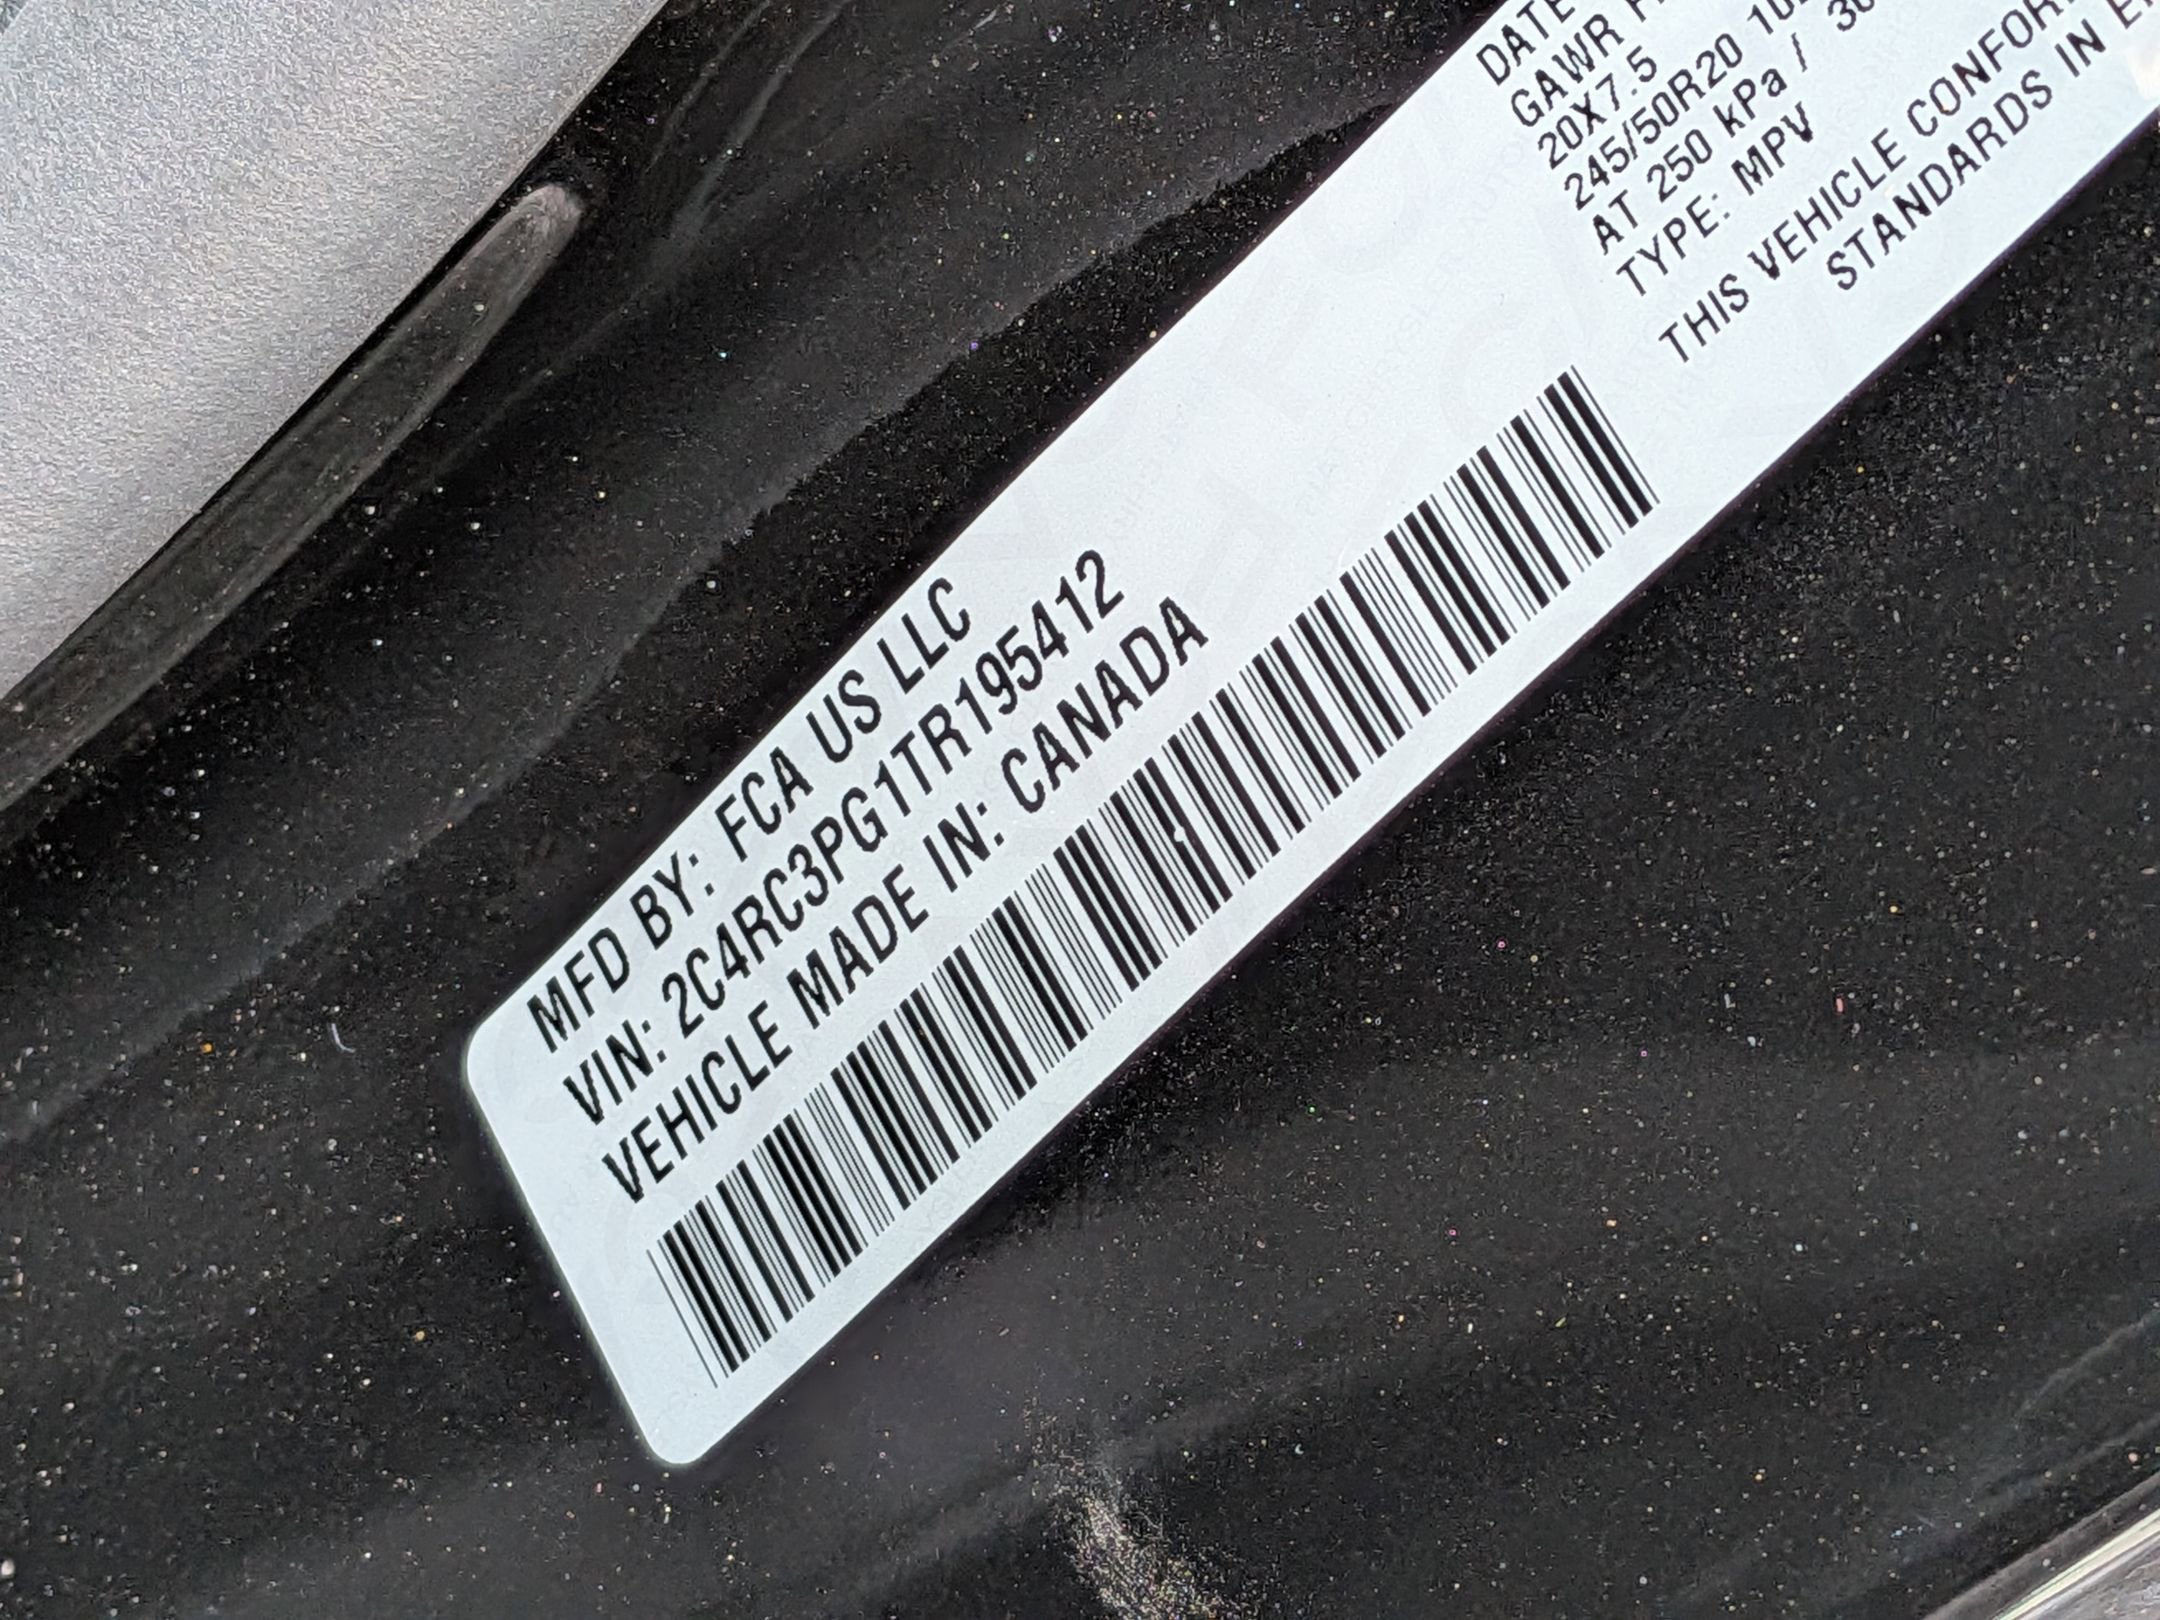 MFD BY: FCA US LLC
VIN: 2C4RC3PG1TR195412
VEHICLE MADE IN: CANADA
DATE
GAWR
20X7.5
245/50R20
AT 250 kPa /
TYPE: MPV
THIS VEHICLE
STANDARDS IN